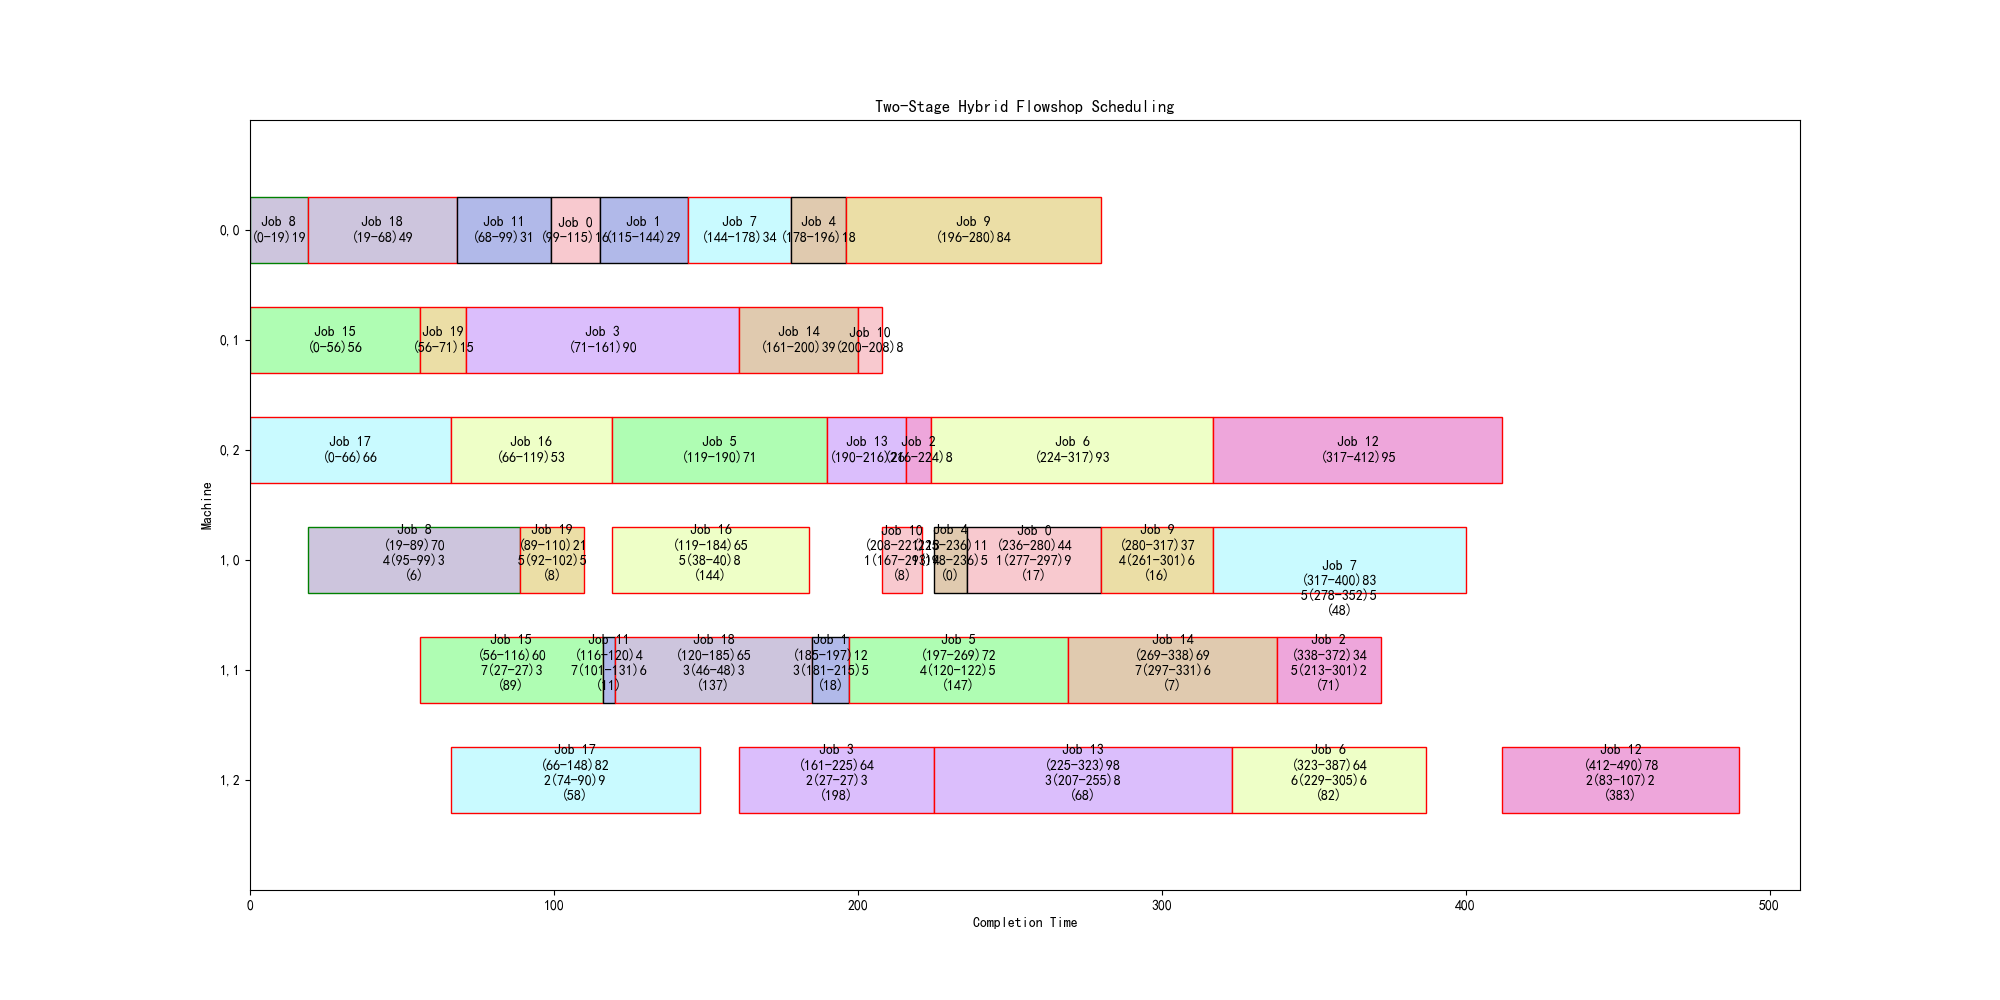 Two-Stage Hybrid Flowshop Scheduling
0,0
Job 8
(0-19)19
Job 18
(19-68)49
Job 11
(68-99)31
Job 0
(99-115)16
Job 1
(115-144)29
Job 7
(144-178)34
Job 4
(178-196)18
Job 9
(196-280)84
0,1
Job 15
(0-56)56
Job 19
(56-71)15
Job 3
(71-161)90
Job 14
(161-200)39
Job 10
(200-208)8
0,2
Job 17
(0-66)66
Job 16
(66-119)53
Job 5
(119-190)71
Job 13
(190-216)26
Job 2
(216-224)8
Job 6
(224-317)93
Job 12
(317-412)95
Machine
1,0
Job 8
(19-89)70
4(95-99)3
(6)
Job 19
(89-110)21
5(92-102)5
(8)
Job 16
(119-184)65
5(38-40)8
(144)
Job 10
(208-221)13
(8)
Job 4
(225-236)11
(0)
Job 0
(236-280)44
1(277-297)9
(17)
Job 9
(280-317)37
4(261-301)6
(16)
Job 7
(317-400)83
5(278-352)5
(48)
1,1
Job 15
(56-116)60
7(27-27)3
(89)
Job 11
(116-120)4
7(101-131)6
(11)
Job 18
(120-185)65
3(46-48)3
(137)
Job 1
(185-197)12
3(181-215)5
(18)
Job 5
(197-269)72
4(120-122)5
(147)
Job 14
(269-338)69
7(297-331)6
(7)
Job 2
(338-372)34
5(213-301)2
(71)
1,2
Job 17
(66-148)82
2(74-90)9
(58)
Job 3
(161-225)64
2(27-27)3
(198)
Job 13
(225-323)98
3(207-255)8
(68)
Job 6
(323-387)64
6(229-305)6
(82)
Job 12
(412-490)78
2(83-107)2
(383)
0
100
200
300
400
500
Completion Time